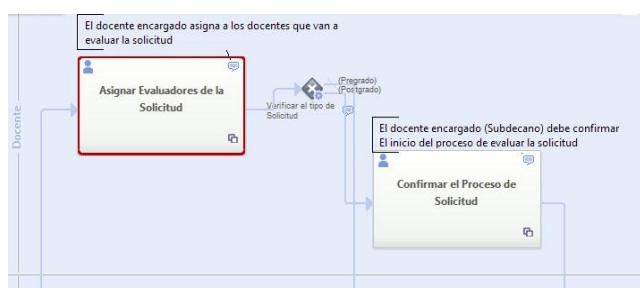 El docente encargado asigna a los docentes que van a
evaluar la solicitud
Asignar Evaluadores de la
Solicitud
(Pregrado)
(Postgrado)
Verificar el tipo de
Solicitud
Docente
El docente encargado (Subdecano) debe confirmar
El inicio del proceso de evaluar la solicitud
Confirmar el Proceso de
Solicitud